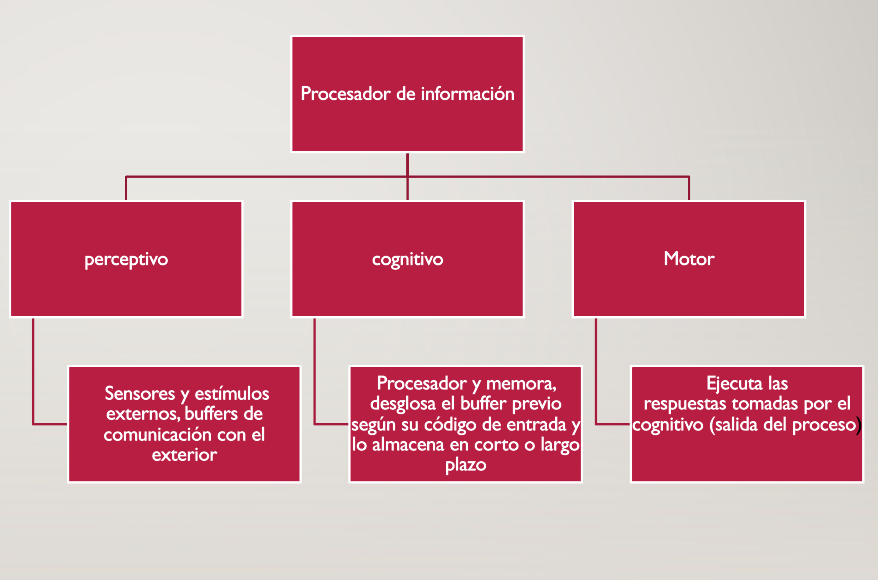 Procesador de información
perceptivo
cognitivo
Motor
Sensores y estímulos
externos, buffers de
comunicación con el
exterior
Procesador y memora,
desglosa el buffer previo
según su código de entrada y
lo almacena en corto o largo
plazo
Ejecuta las
respuestas tomadas por el
cognitivo (salida del proceso)